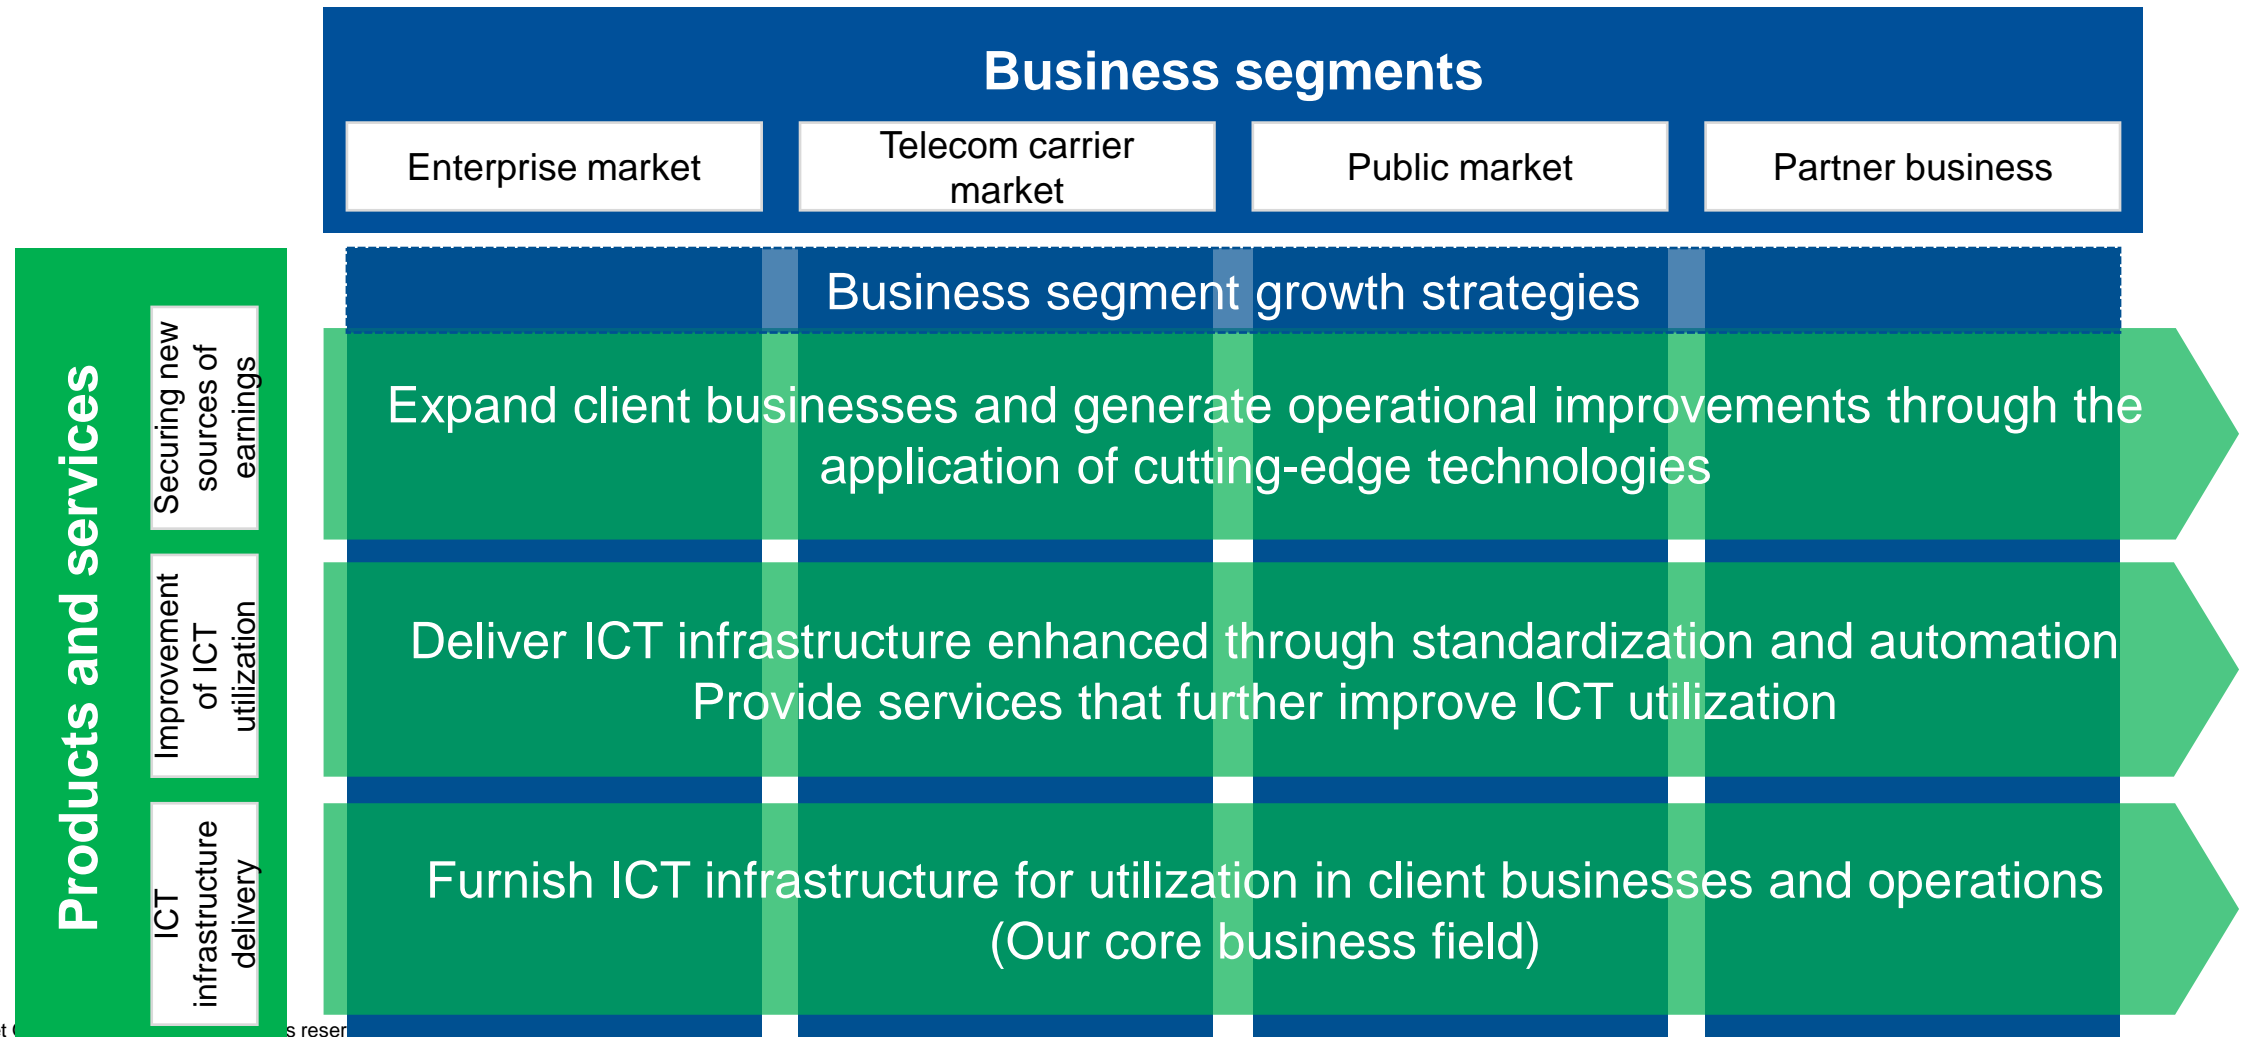 Business segments
Enterprise market
Telecom carrier
market
Public market
Partner business
Business segment growth strategies
Products and services
Securing new
sources of
earnings
Expand client businesses and generate operational improvements through the
application of cutting-edge technologies
Improvement
of ICT
utilization
Deliver ICT infrastructure enhanced through standardization and automation
Provide services that further improve ICT utilization
ICT
infrastructure
delivery
Furnish ICT infrastructure for utilization in client businesses and operations
(Our core business field)